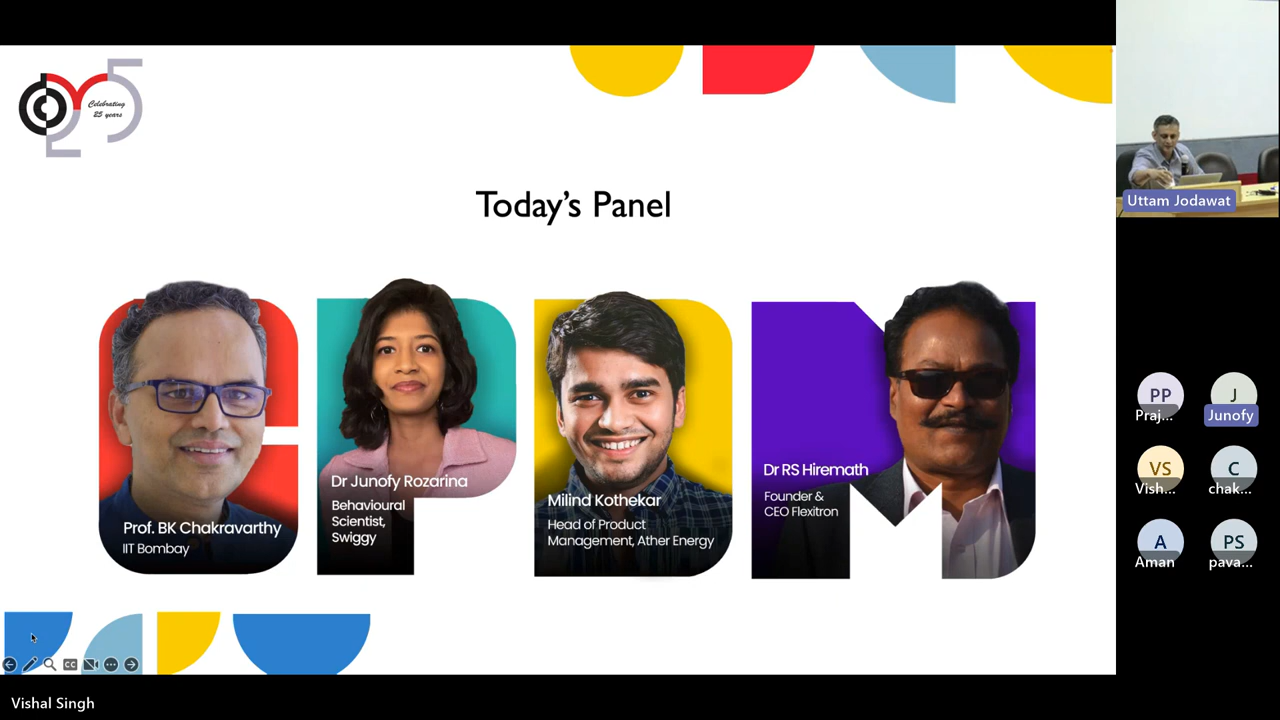 Celebrating
25 years
Today's Panel
Prof. BK Chakravarthy
IIT Bombay
Dr Junofy Rozarina
Behavioural
Scientist,
Swiggy
Milind Kothekar
Head of Product
Management, Ather Energy
Dr RS Hiremath
Founder &
CEO Flexitron
CC
Uttam Jodawat
PP
Praj...
J
Junofy
VS
Vish...
C
chak...
A
Aman
PS
pava...
Vishal Singh